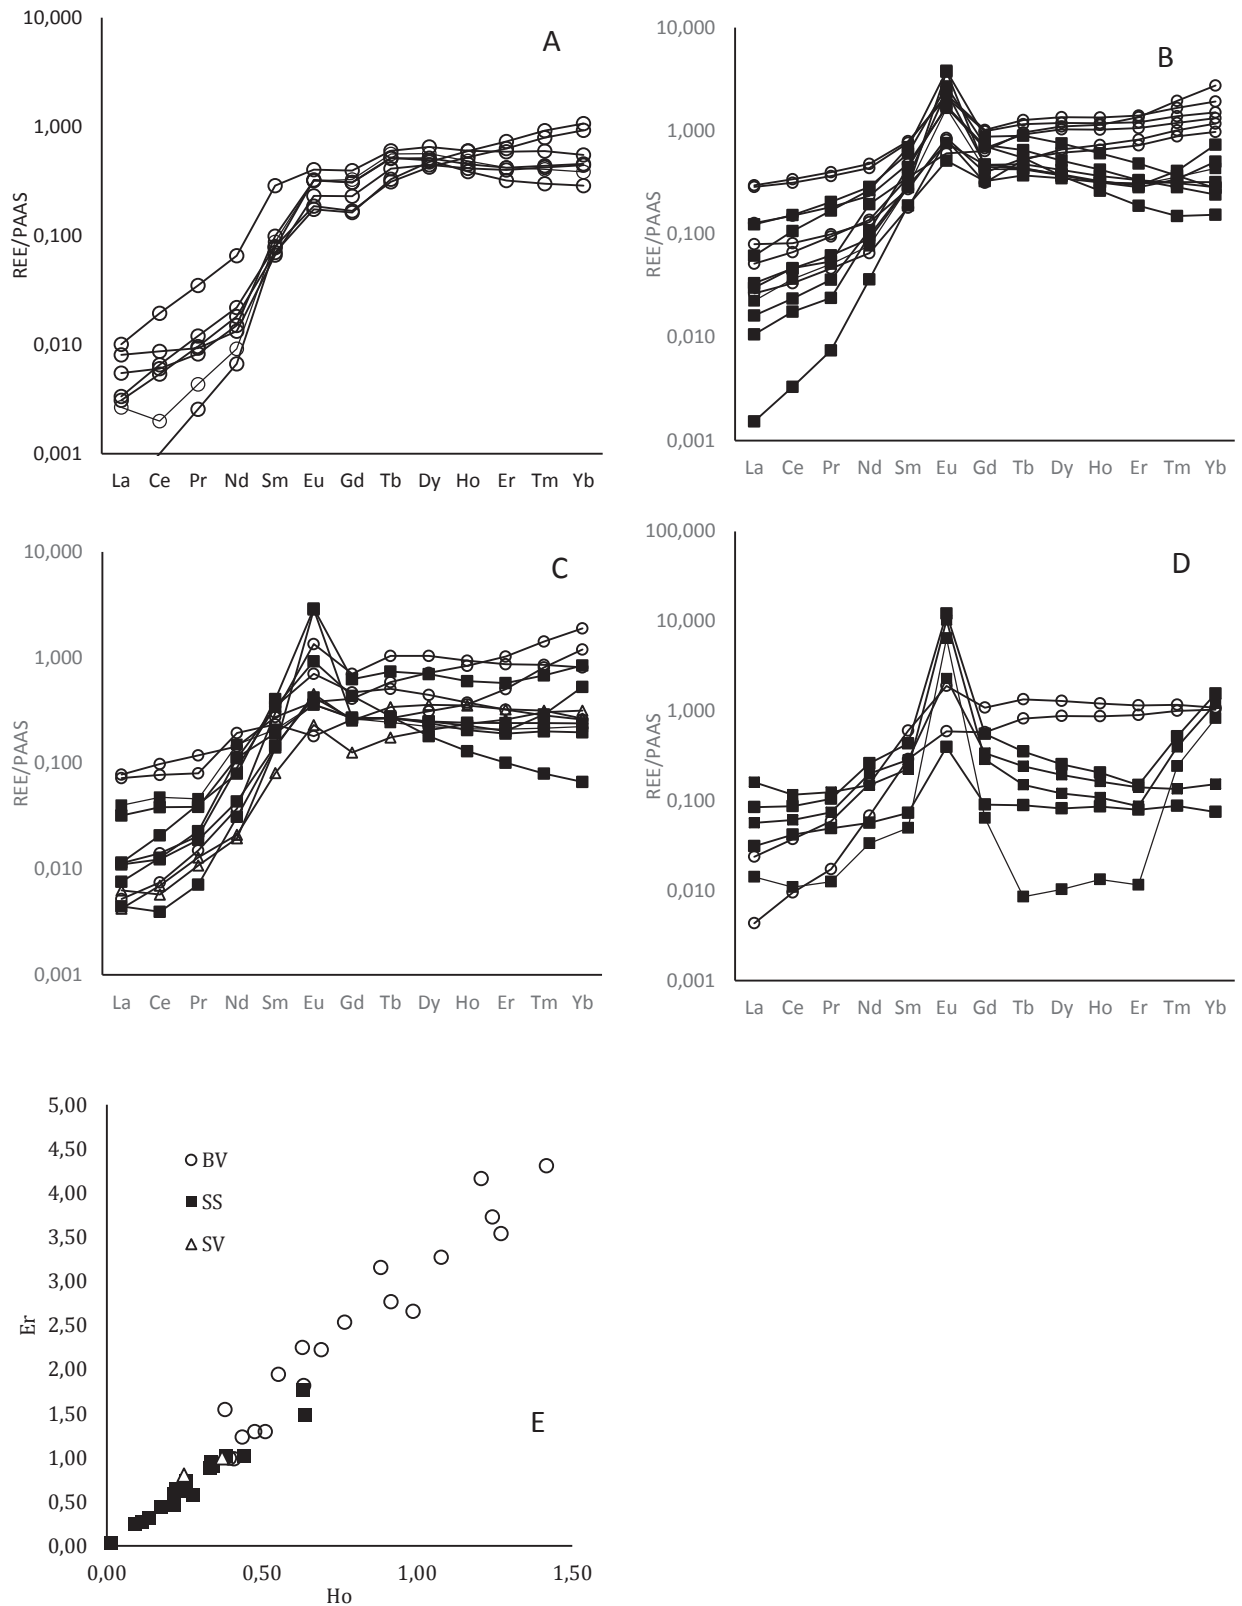 A
10,000
1,000
0,100
0,010
0,001
REE/PAAS
La Ce Pr Nd Sm Eu Gd Tb Dy Ho Er Tm Yb
B
10,000
1,000
0,100
0,010
0,001
REE/PAAS
La Ce Pr Nd Sm Eu Gd Tb Dy Ho Er Tm Yb
C
10,000
1,000
0,100
0,010
0,001
REE/PAAS
La Ce Pr Nd Sm Eu Gd Tb Dy Ho Er Tm Yb
D
100,000
10,000
1,000
0,100
0,010
0,001
REE/PAAS
La Ce Pr Nd Sm Eu Gd Tb Dy Ho Er Tm Yb
5,00
4,50
4,00
3,50
3,00
2,50
2,00
1,50
1,00
0,50
0,00
Er
BV
SS
SV
E
0,00 0,50 1,00 1,50
Ho